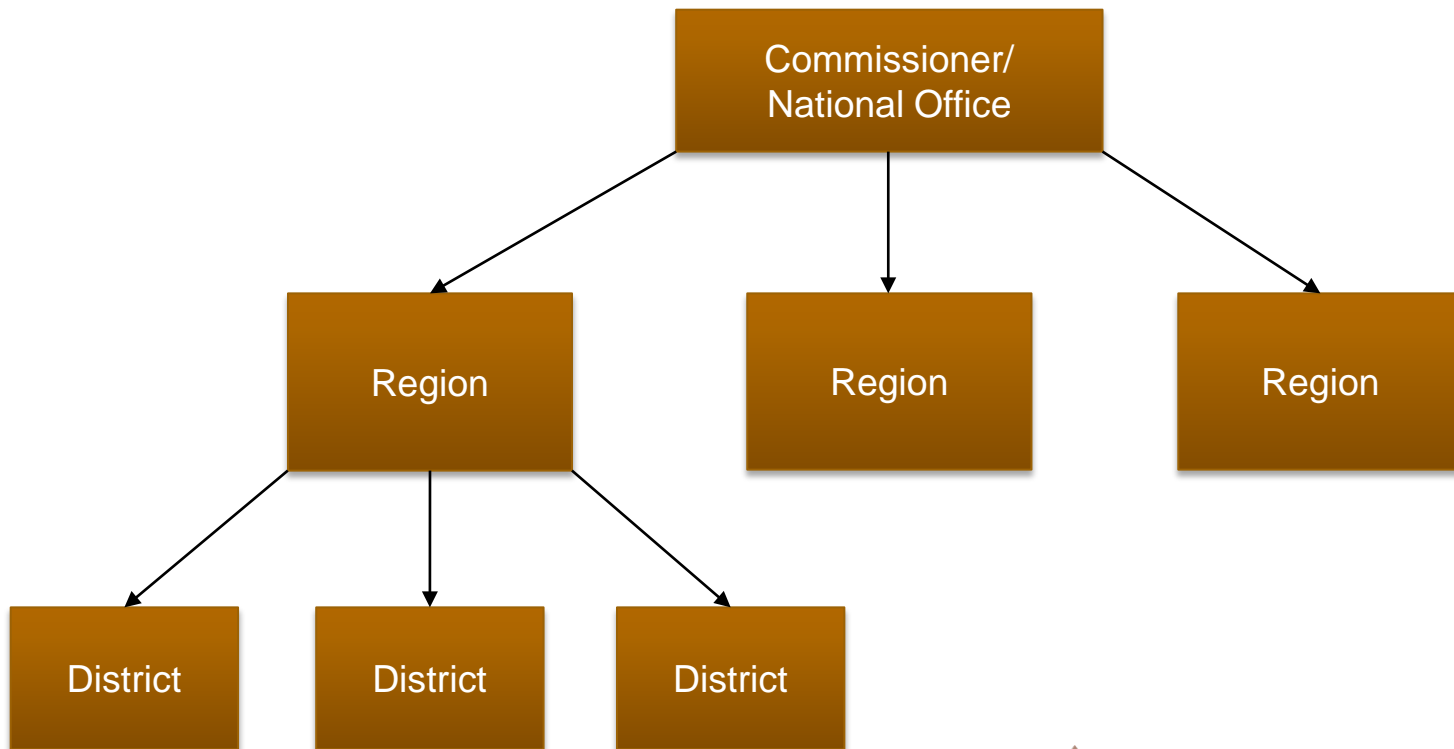 Commissioner/
National Office
Region
Region
Region
District
District
District